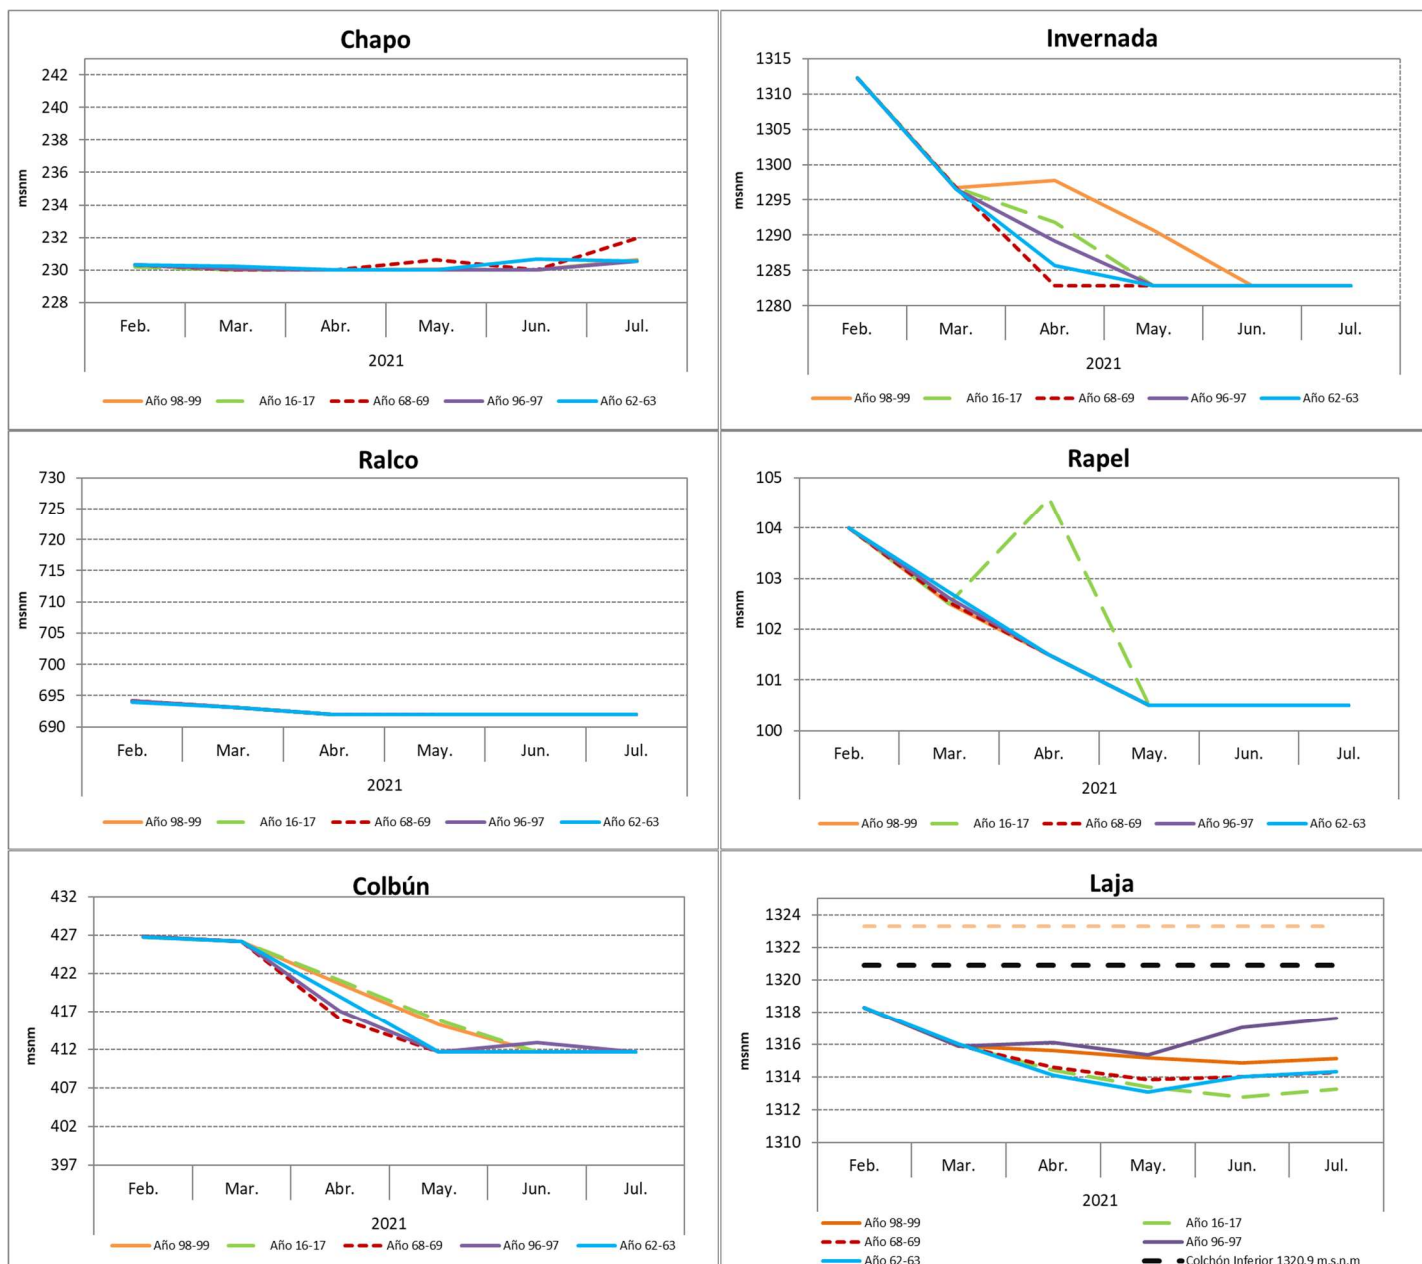 Chapo
242
240
238
236
234
232
230
228
msnm
Feb. Mar. Abr. May. Jun. Jul.
2021
Año 98-99 Año 16-17 Año 68-69 Año 96-97 Año 62-63
Invernada
1315
1310
1305
1300
1295
1290
1285
1280
msnm
Feb. Mar. Abr. May. Jun. Jul.
2021
Año 98-99 Año 16-17 Año 68-69 Año 96-97 Año 62-63
Ralco
730
725
720
715
710
705
700
695
690
msnm
Feb. Mar. Abr. May. Jun. Jul.
2021
Año 98-99 Año 16-17 Año 68-69 Año 96-97 Año 62-63
Rapel
105
104
103
102
101
100
msnm
Feb. Mar. Abr. May. Jun. Jul.
2021
Año 98-99 Año 16-17 Año 68-69 Año 96-97 Año 62-63
Colbún
432
427
422
417
412
407
402
397
msnm
Feb. Mar. Abr. May. Jun. Jul.
2021
Año 98-99 Año 16-17 Año 68-69 Año 96-97 Año 62-63
Laja
1324
1322
1320
1318
1316
1314
1312
1310
msnm
Feb. Mar. Abr. May. Jun. Jul.
2021
Año 98-99 Año 16-17
Año 68-69 Año 96-97
Año 62-63 Colchón Inferior 1320,9 m.s.n.m